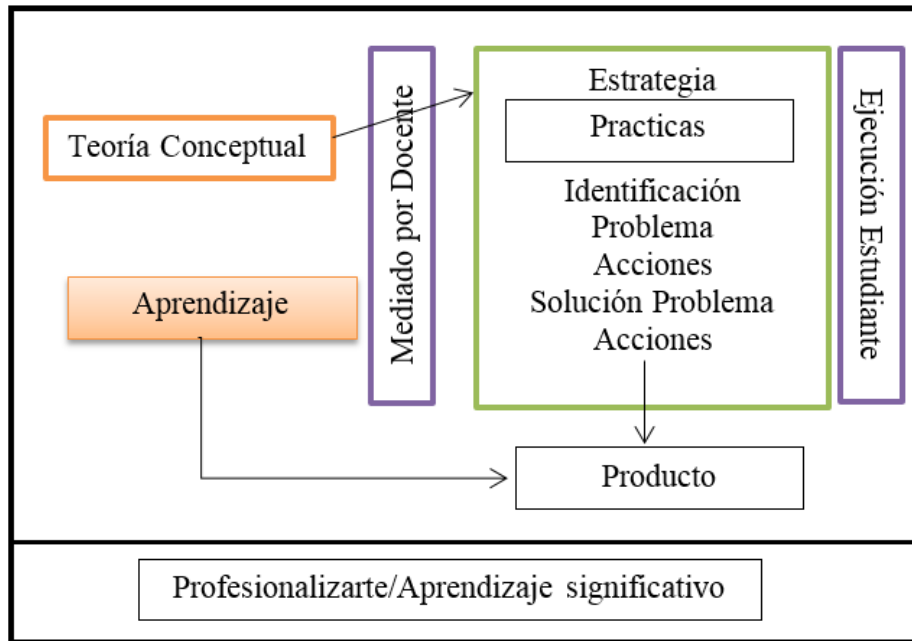 Teoría Conceptual
Aprendizaje
Mediado por Docente
Estrategia
Practicas
Identificación
Problema
Acciones
Solución Problema
Acciones
Ejecución Estudiante
Producto
Profesionalizarte/Aprendizaje significativo